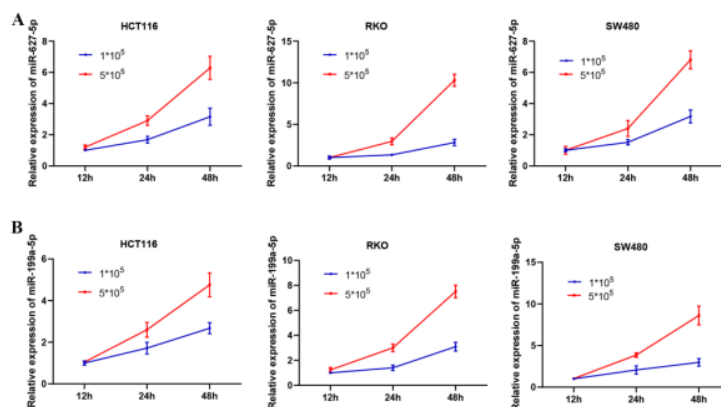 A
HCT116
Relative expression of miR-627-5p
8
6
4
2
0
1*10⁵
5*10⁵
12h 24h 48h
RKO
Relative expression of miR-627-5p
15
10
5
0
1*10⁵
5*10⁵
12h 24h 48h
SW480
Relative expression of miR-627-5p
8
6
4
2
0
1*10⁵
5*10⁵
12h 24h 48h
B
HCT116
Relative expression of miR-199a-5p
6
4
2
0
1*10⁵
5*10⁵
12h 24h 48h
RKO
Relative expression of miR-199a-5p
10
8
6
4
2
0
1*10⁵
5*10⁵
12h 24h 48h
SW480
Relative expression of miR-199a-5p
15
10
5
0
1*10⁵
5*10⁵
12h 24h 48h